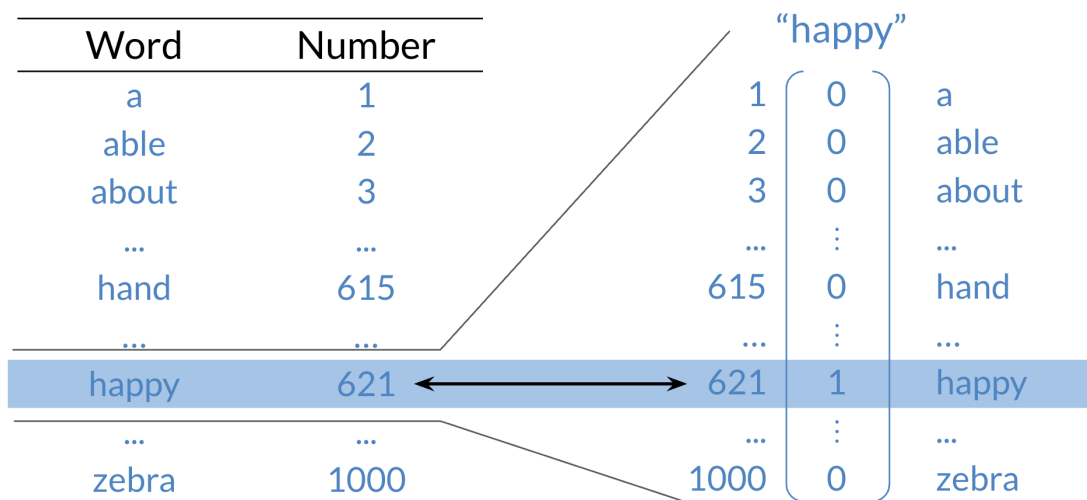 Word Number
a 1
able 2
about 3
... ...
hand 615
... ...
happy 621
... ...
zebra 1000
“happy”
1 0 a
2 0 able
3 0 about
... ⋮ ...
615 0 hand
... ⋮ ...
621 1 happy
... ⋮ ...
1000 0 zebra